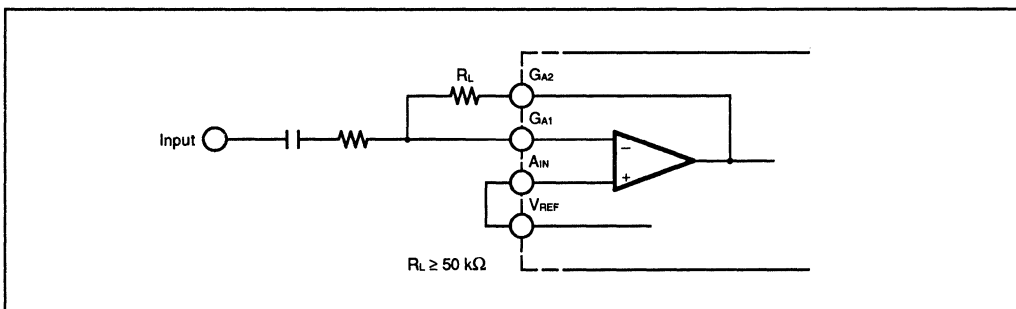 RL
GA2
GA1
Input
AIN
−
+
VREF
RL ≥ 50 kΩ